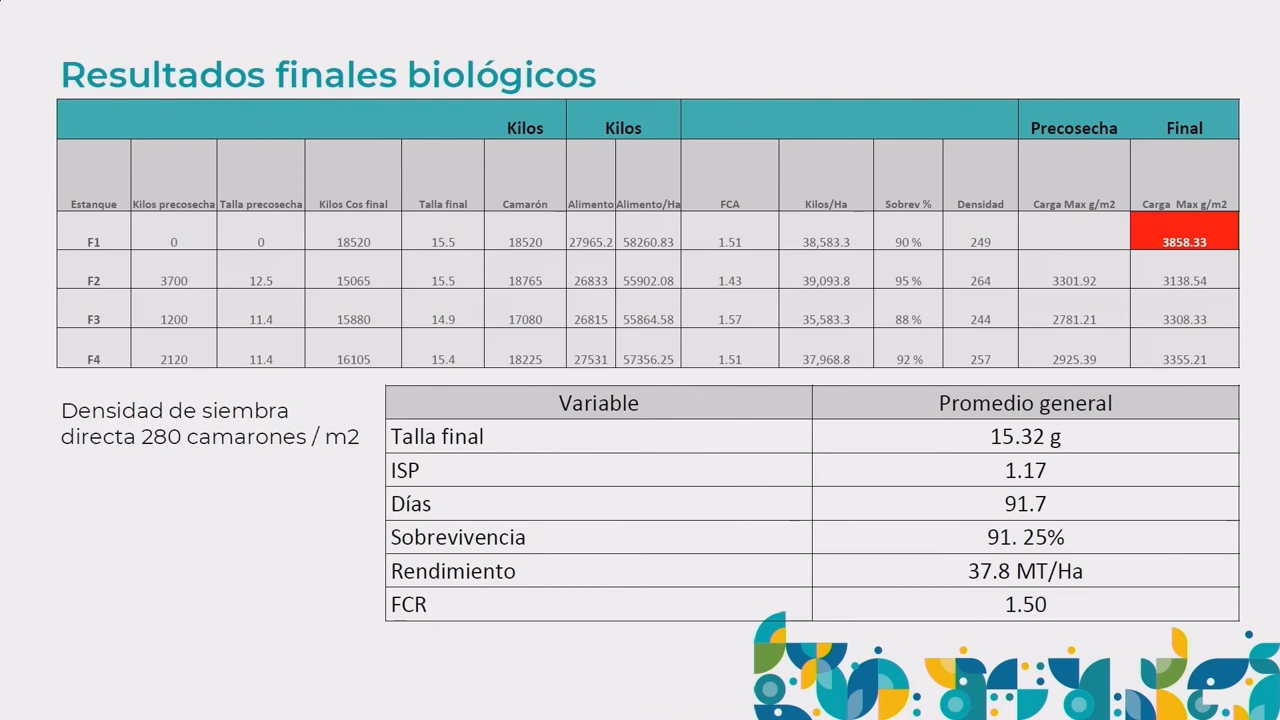 Resultados finales biológicos
Kilos Kilos Precosecha Final
Estanque Kilos precosecha Talla precosecha Kilos Cos final Talla final Camarón Alimento Alimento/Ha FCA Kilos/Ha Sobrev % Densidad Carga Max g/m2 Carga Max g/m2
F1 0 0 18520 15.5 18520 27965.2 58260.83 1.51 38,583.3 90 % 249 3858.33
F2 3700 12.5 15065 15.5 18765 26833 55902.08 1.43 39,093.8 95 % 264 3301.92 3138.54
F3 1200 11.4 15880 14.9 17080 26815 55864.58 1.57 35,583.3 88 % 244 2781.21 3308.33
F4 2120 11.4 16105 15.4 18225 27531 57356.25 1.51 37,968.8 92 % 257 2925.39 3355.21
Densidad de siembra
directa 280 camarones / m2
Variable Promedio general
Talla final 15.32 g
ISP 1.17
Días 91.7
Sobrevivencia 91. 25%
Rendimiento 37.8 MT/Ha
FCR 1.50